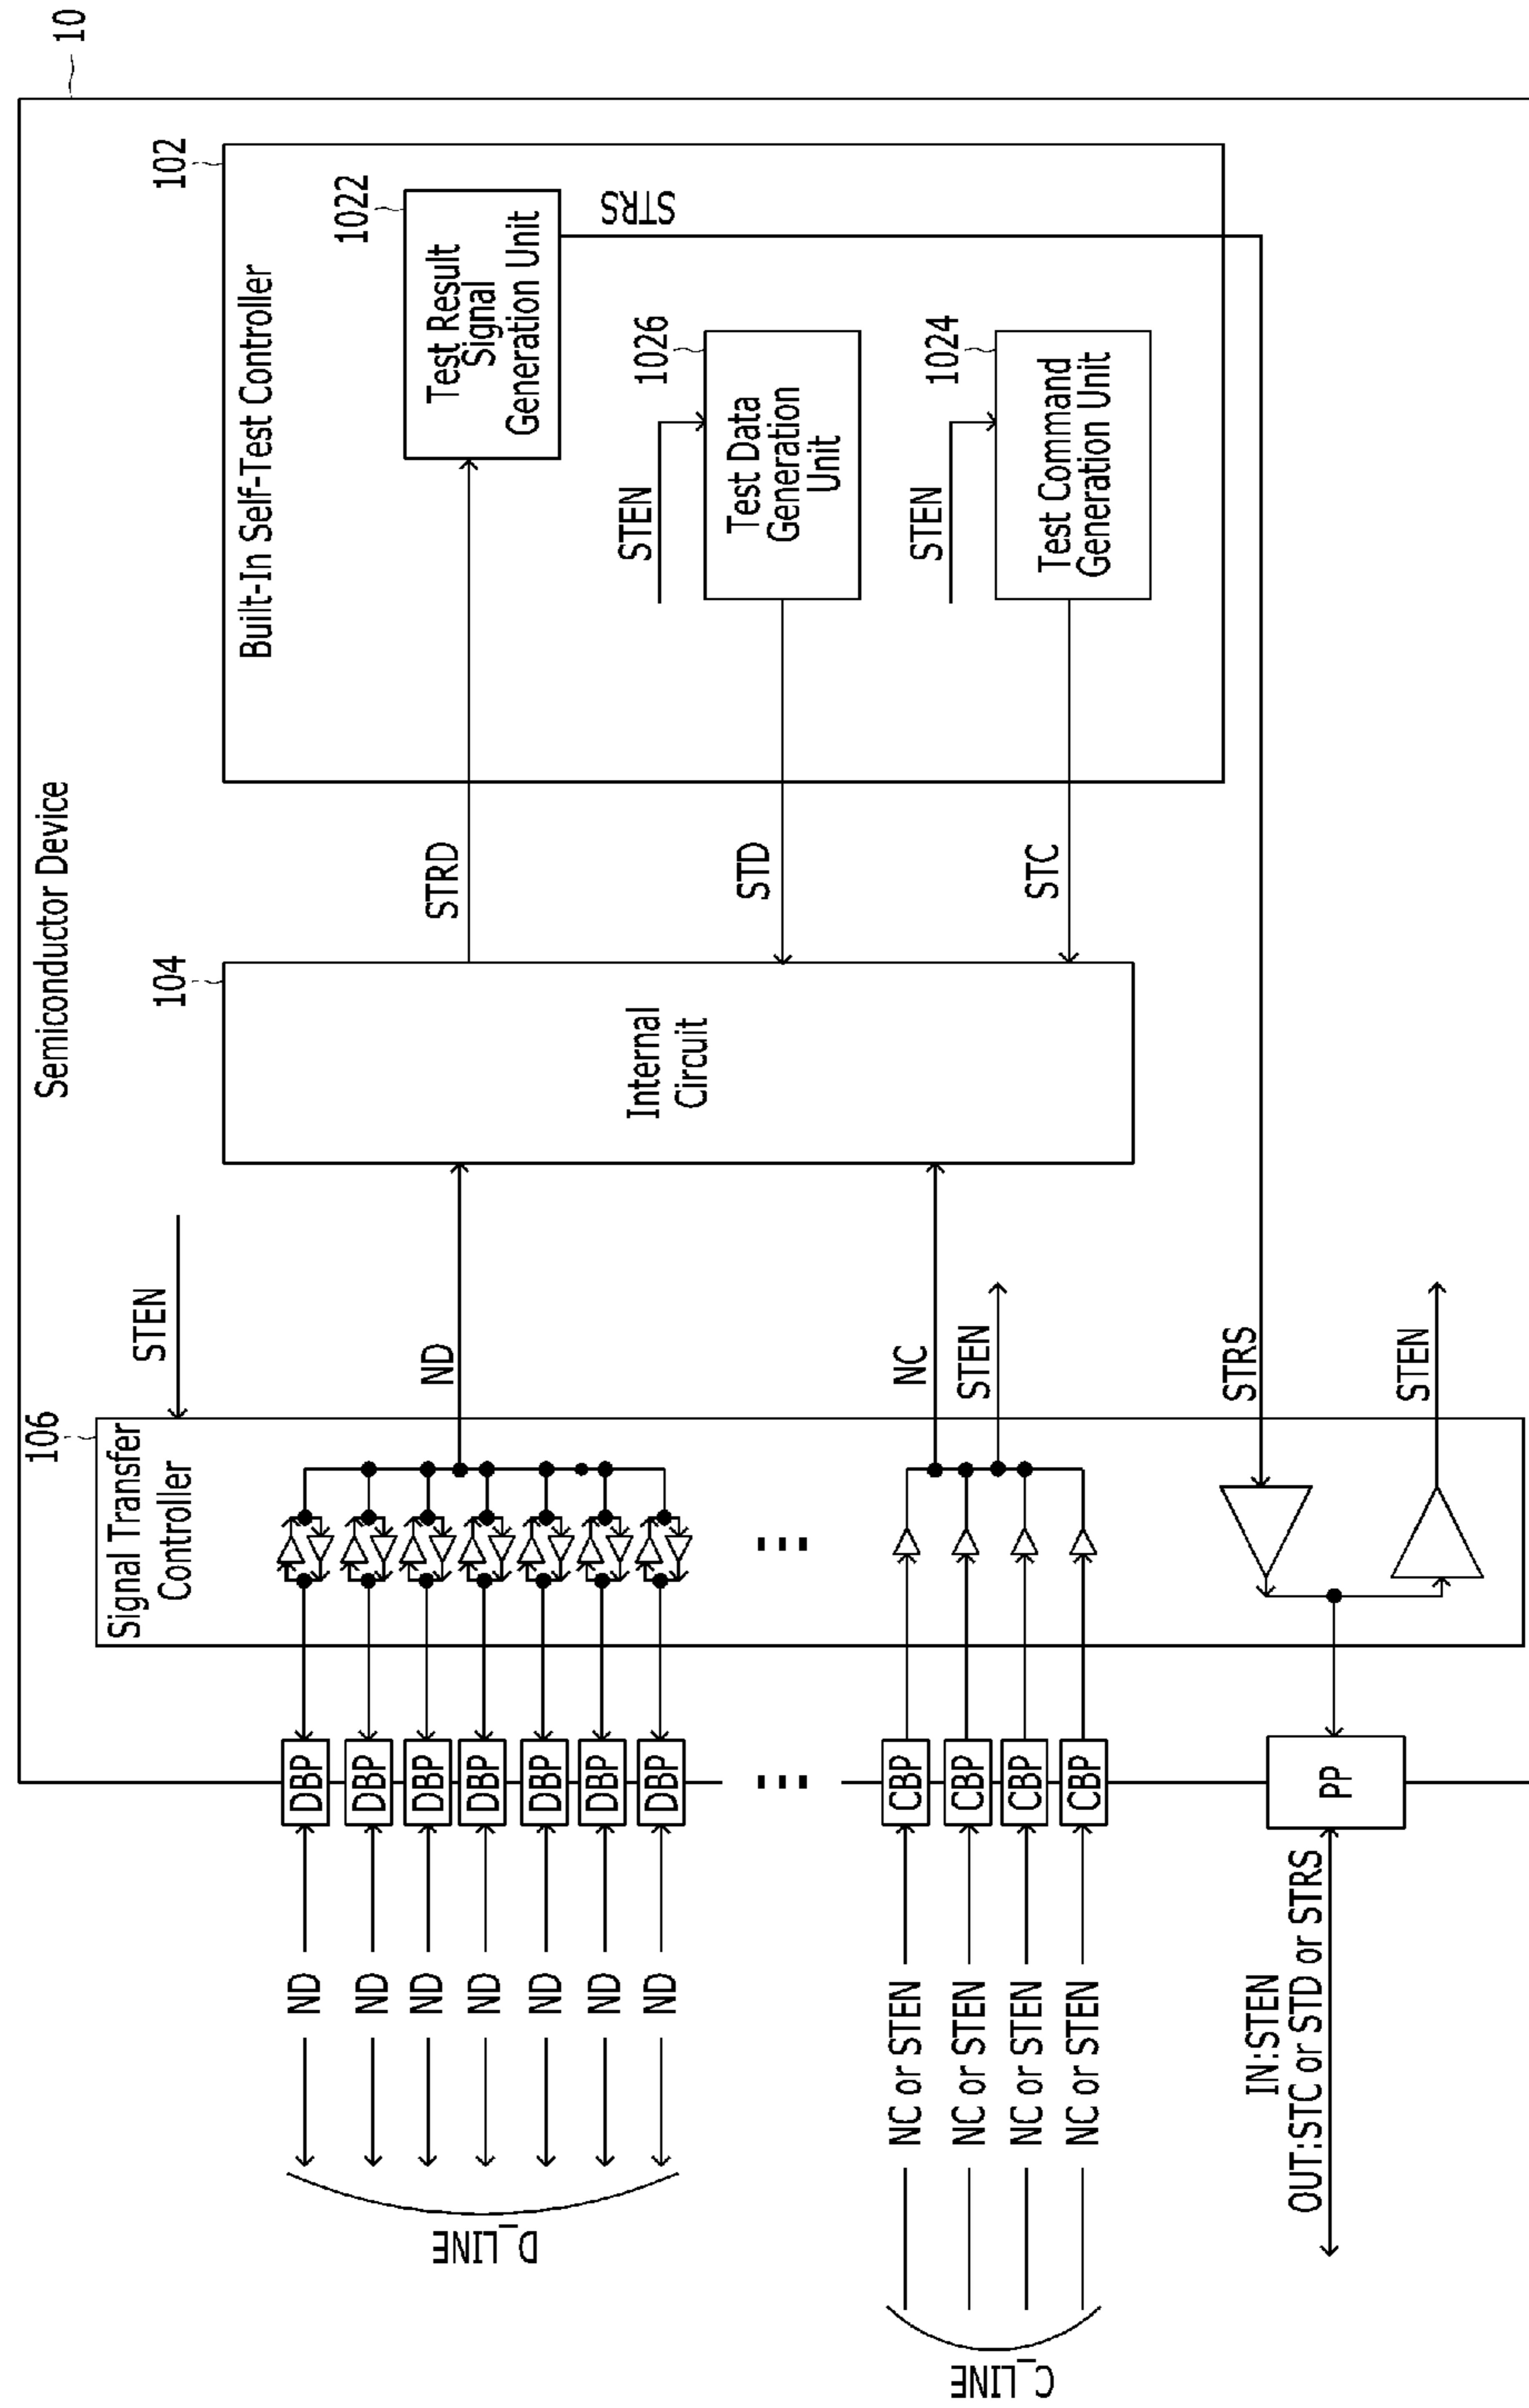 10
Semiconductor Device
102
Built-In Self-Test Controller
1022
Test Result
Signal
Generation Unit
STRS
1026
STEN
Test Data
Generation
Unit
1024
STEN
Test Command
Generation Unit
STRD
STD
STC
104
Internal
Circuit
STEN
ND
NC
STEN
STRS
STEN
106
Signal Transfer
Controller
...
DBP
DBP
DBP
DBP
DBP
DBP
DBP
...
CBP
CBP
CBP
CBP
PP
ND
ND
ND
ND
ND
ND
ND
NC or STEN
NC or STEN
NC or STEN
NC or STEN
IN:STEN
OUT:STC or STD or STRS
D_LINE
C_LINE